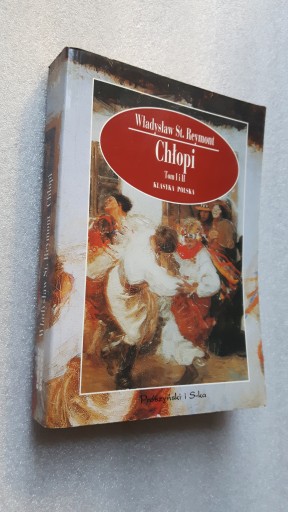 Władysław St. Reymont
Chłopi
Tom I i II
KLASYKA POLSKA
Prószyński i S-ka
Władysław St. Reymont Chłopi